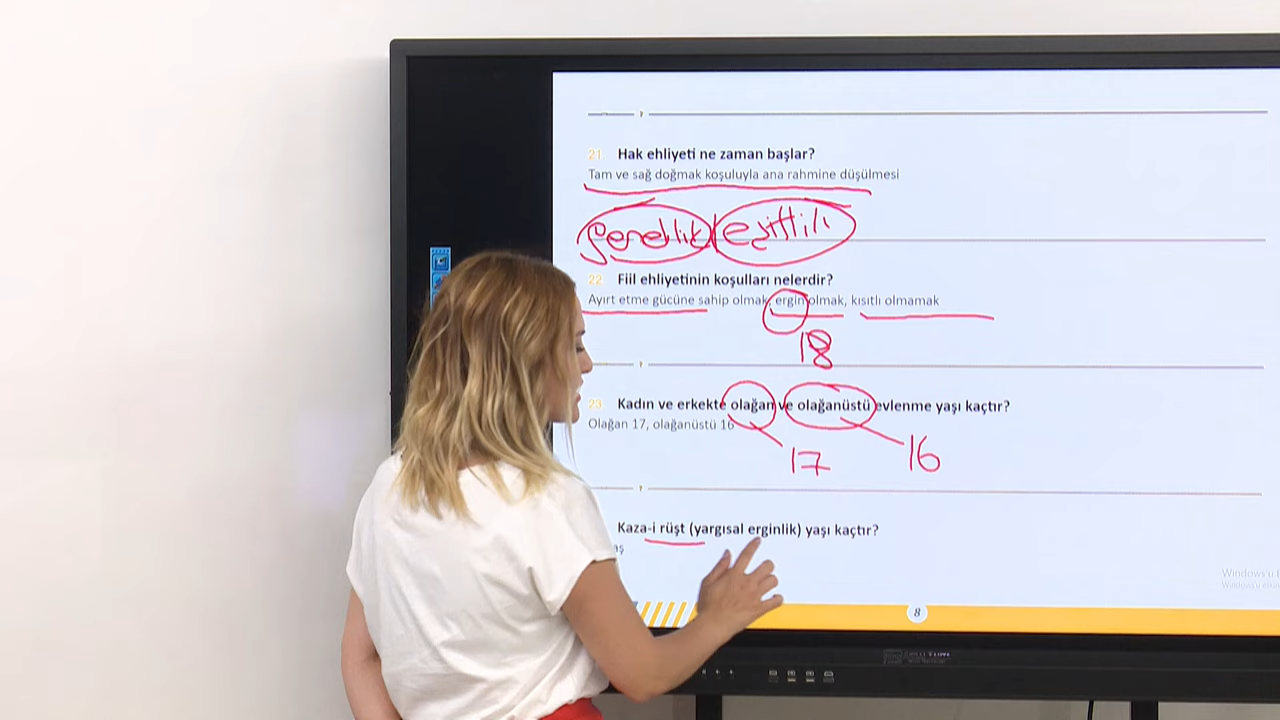 21 Hak ehliyeti ne zaman başlar?
Tam ve sağ doğmak koşuluyla ana rahmine düşülmesi
genellik eşitlik
22 Fiil ehliyetinin koşulları nelerdir?
Ayırt etme gücüne sahip olmak, ergin olmak, kısıtlı olmamak
18
23 Kadın ve erkekte olağan ve olağanüstü evlenme yaşı kaçtır?
Olağan 17, olağanüstü 16
17 16
Kaza-i rüşt (yargısal erginlik) yaşı kaçtır?
8